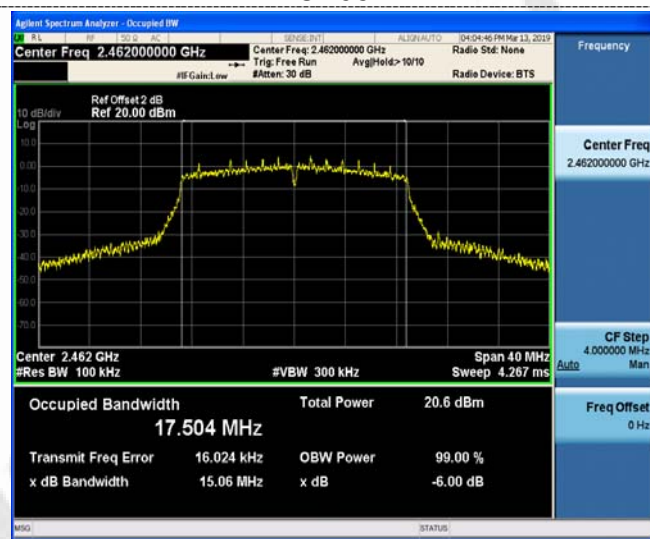 Agilent Spectrum Analyzer - Occupied BW
RL RF 50 Ω AC SENSE:INT ALIGN AUTO 04:04:46 PM Mar 13, 2019
Center Freq 2.462000000 GHz
Center Freq: 2.462000000 GHz
Radio Std: None
Trig: Free Run Avg|Hold:> 10/10
#IFGain:Low
#Atten: 30 dB
Radio Device: BTS
Frequency
Ref Offset 2 dB
10 dB/div Ref 20.00 dBm
Log
10.0
0.00
-10.0
-20.0
-30.0
-40.0
-50.0
-60.0
-70.0
Center Freq
2.462000000 GHz
Center 2.462 GHz
Span 40 MHz
#Res BW 100 kHz
#VBW 300 kHz
Sweep 4.267 ms
CF Step
4.000000 MHz
Auto Man
Occupied Bandwidth
17.504 MHz
Total Power 20.6 dBm
Freq Offset
0 Hz
Transmit Freq Error 16.024 kHz OBW Power 99.00 %
x dB Bandwidth 15.06 MHz x dB -6.00 dB
MSG STATUS